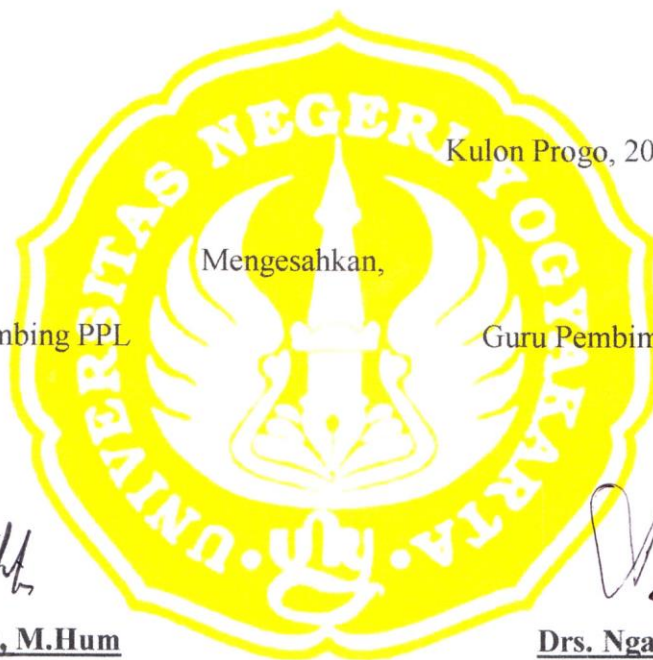 UNIVERSITAS NEGERI YOGYAKARTA
Kulon Progo, 20
Mengesahkan,
mbing PPL
Guru Pembim
, M.Hum
Drs. Nga